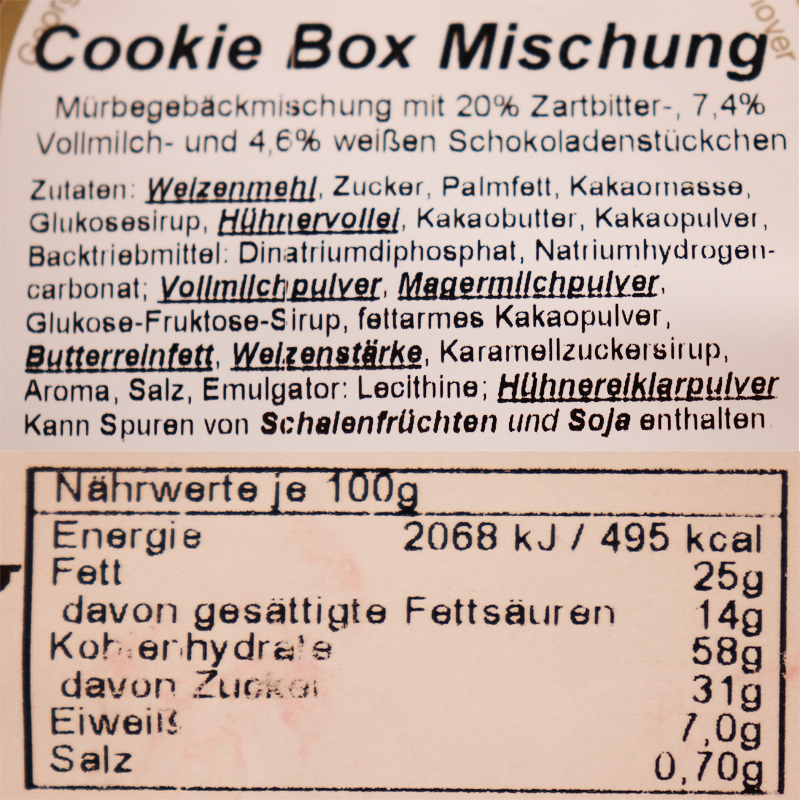 Cookie Box Mischung
Mürbegebäckmischung mit 20% Zartbitter-, 7,4%
Vollmilch- und 4,6% weißen Schokoladenstückchen
Zutaten: Weizenmehl, Zucker, Palmfett, Kakaomasse,
Glukosesirup, Hühnervollei, Kakaobutter, Kakaopulver,
Backtriebmittel: Dinatriumdiphosphat, Natriumhydrogen-
carbonat; Vollmilchpulver, Magermilchpulver,
Glukose-Fruktose-Sirup, fettarmes Kakaopulver,
Butterreinfett, Weizenstärke, Karamellzuckersirup,
Aroma, Salz, Emulgator: Lecithine; Hühnereiklarpulver
Kann Spuren von Schalenfrüchten und Soja enthalten
Nährwerte je 100g
Energie 2068 kJ / 495 kcal
Fett 25g
davon gesättigte Fettsäuren 14g
Kohlenhydrate 58g
davon Zucker 31g
Eiweiß 7,0g
Salz 0,70g